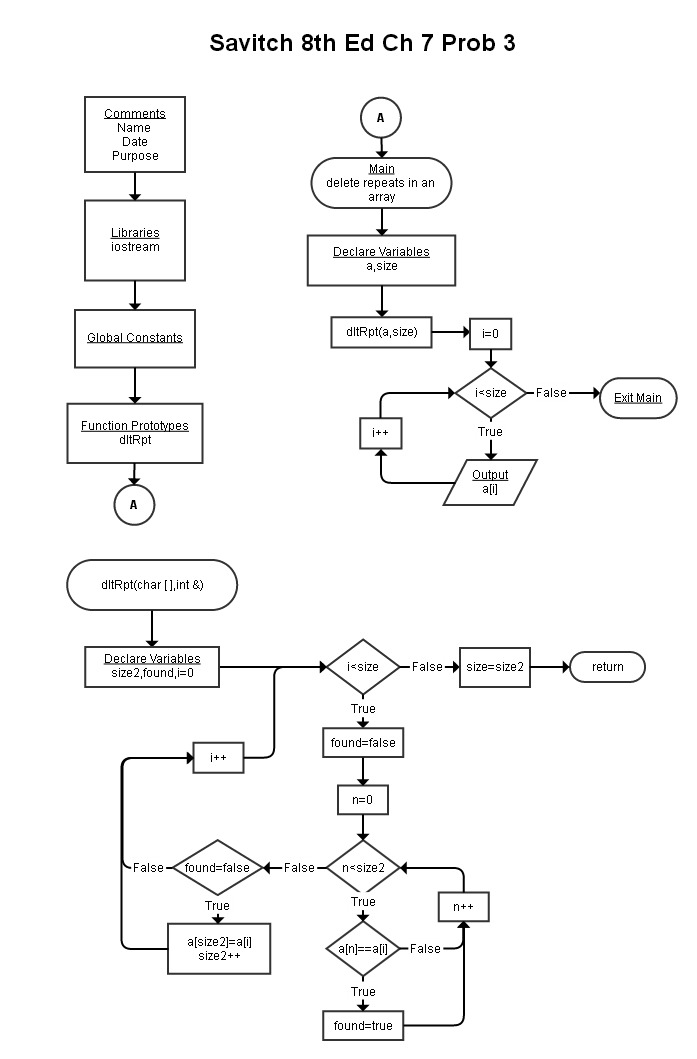 Savitch 8th Ed Ch 7 Prob 3
Comments
Name
Date
Purpose
Libraries
iostream
Global Constants
Function Prototypes
dltRpt
A
A
Main
delete repeats in an
array
Declare Variables
a,size
dltRpt(a,size)
i=0
i<size
False
Exit Main
True
i++
Output
a[i]
dltRpt(char [ ],int &)
Declare Variables
size2,found,i=0
i<size
False
size=size2
return
True
found=false
i++
n=0
n<size2
False
found=false
False
True
True
n++
a[size2]=a[i]
size2++
a[n]==a[i]
False
True
found=true